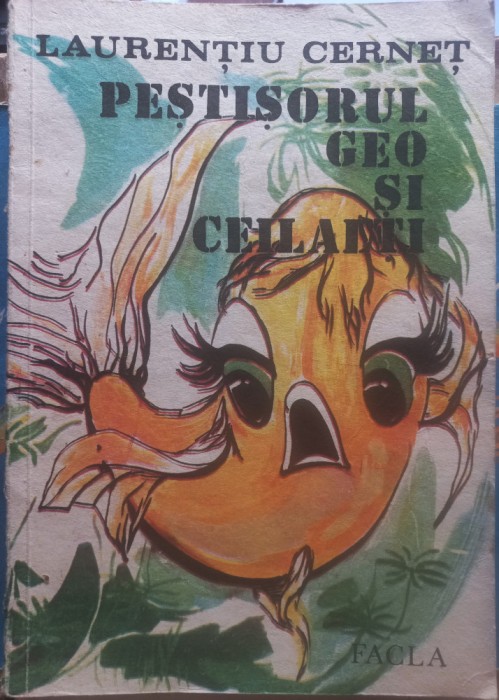 LAURENȚIU CERNEȚ
PEȘTIȘORUL
GEO
ȘI
CEILALȚI
FACLA